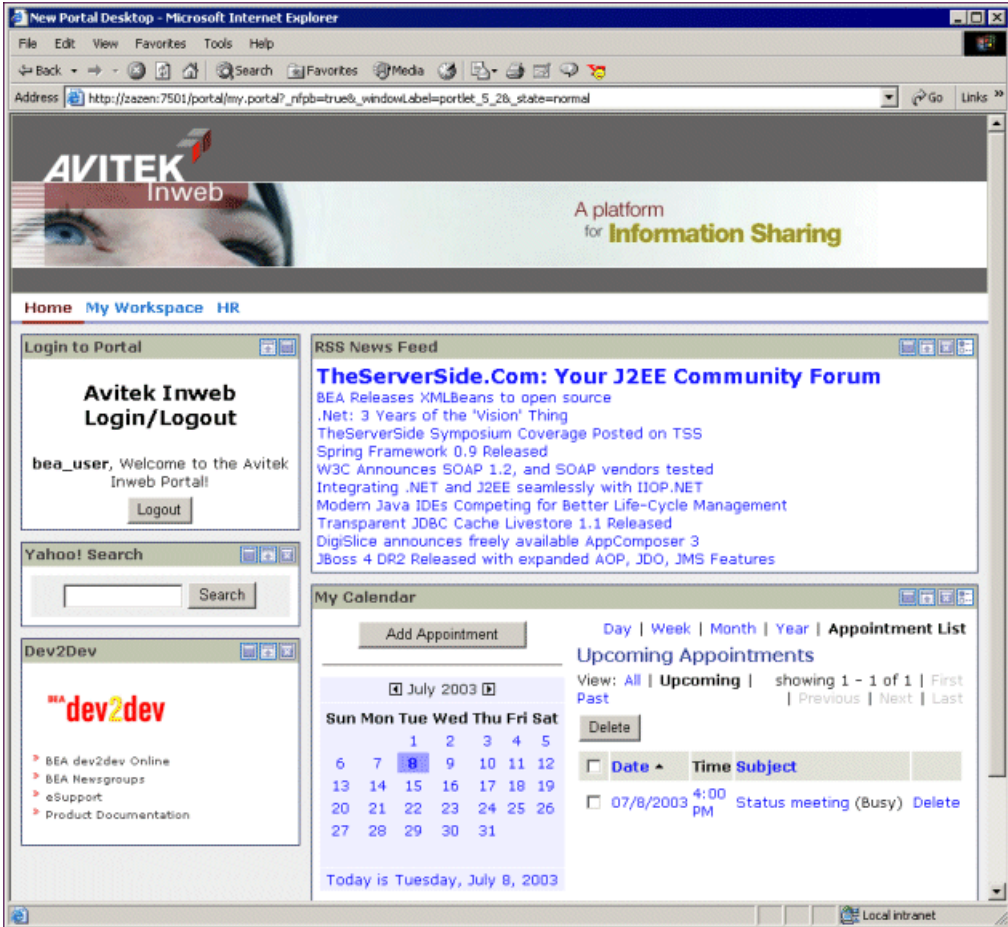 New Portal Desktop - Microsoft Internet Explorer
File Edit View Favorites Tools Help
Back Search Favorites Media
Address http://zazen:7501/portal/my.portal?_nfpb=true&_windowLabel=portlet_5_2&_state=normal Go Links »
AVITEK
Inweb
A platform
for Information Sharing
Home My Workspace HR
Login to Portal
Avitek Inweb
Login/Logout
bea_user, Welcome to the Avitek
Inweb Portal!
Logout
Yahoo! Search
Search
Dev2Dev
BEA dev2dev
BEA dev2dev Online
BEA Newsgroups
eSupport
Product Documentation
RSS News Feed
TheServerSide.Com: Your J2EE Community Forum
BEA Releases XMLBeans to open source
.Net: 3 Years of the 'Vision' Thing
TheServerSide Symposium Coverage Posted on TSS
Spring Framework 0.9 Released
W3C Announces SOAP 1.2, and SOAP vendors tested
Integrating .NET and J2EE seamlessly with IIOP.NET
Modern Java IDEs Competing for Better Life-Cycle Management
Transparent JDBC Cache Livestore 1.1 Released
DigiSlice announces freely available AppComposer 3
JBoss 4 DR2 Released with expanded AOP, JDO, JMS Features
My Calendar
Add Appointment
July 2003
Sun Mon Tue Wed Thu Fri Sat
1 2 3 4 5
6 7 8 9 10 11 12
13 14 15 16 17 18 19
20 21 22 23 24 25 26
27 28 29 30 31
Today is Tuesday, July 8, 2003
Day | Week | Month | Year | Appointment List
Upcoming Appointments
View: All | Upcoming | showing 1 - 1 of 1 | First
Past | Previous | Next | Last
Delete
Date Time Subject
07/8/2003 4:00 Status meeting (Busy) Delete
PM
Local intranet